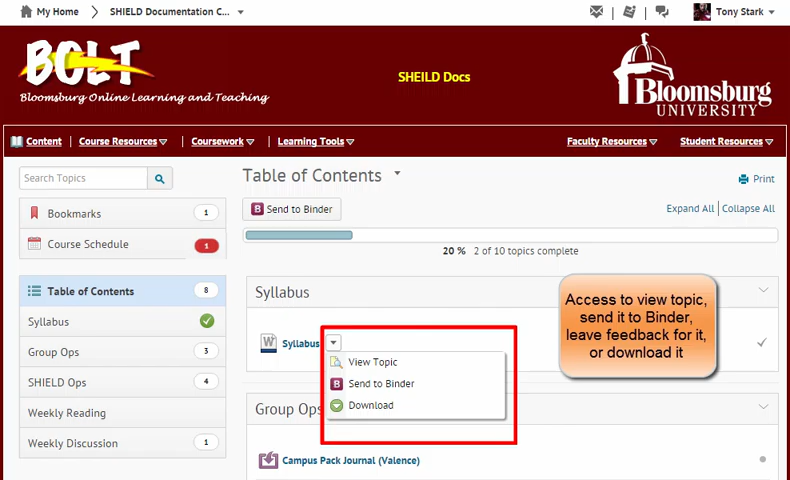 My Home
SHIELD Documentation C...
Tony Stark
BOLT
Bloomsburg Online Learning and Teaching
SHEILD Docs
Bloomsburg
UNIVERSITY
Content
Course Resources
Coursework
Learning Tools
Faculty Resources
Student Resources
Search Topics
Table of Contents
Print
Bookmarks
1
B Send to Binder
Expand All
Collapse All
Course Schedule
1
20 % 2 of 10 topics complete
Table of Contents
8
Syllabus
Group Ops
3
SHIELD Ops
4
Weekly Reading
Weekly Discussion
1
Syllabus
W Syllabus
View Topic
B Send to Binder
Download
Access to view topic,
send it to Binder,
leave feedback for it,
or download it
Group Ops
Campus Pack Journal (Valence)